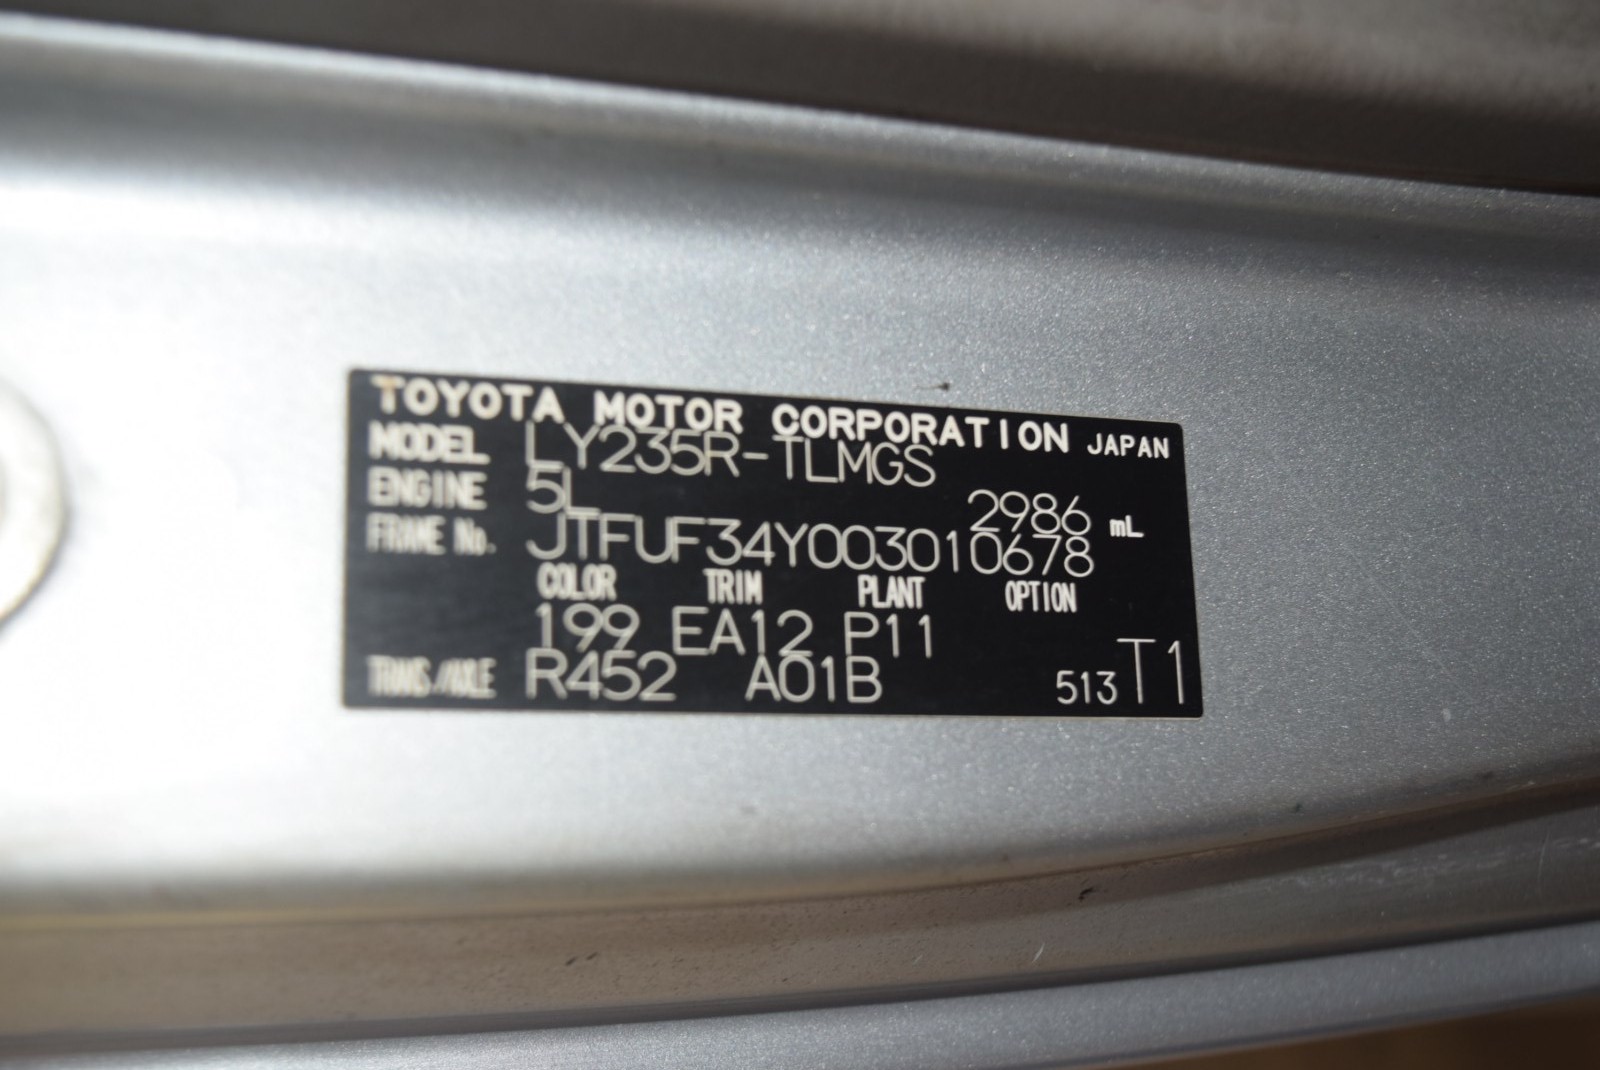 TOYOTA MOTOR CORPORATION JAPAN
MODEL LY235R-TLMGS
ENGINE 5L 2986 mL
FRAME No. JTFUF34Y003010678
COLOR TRIM PLANT OPTION
199 EA12 P11
TRANS./AXLE R452 A01B 513 T1